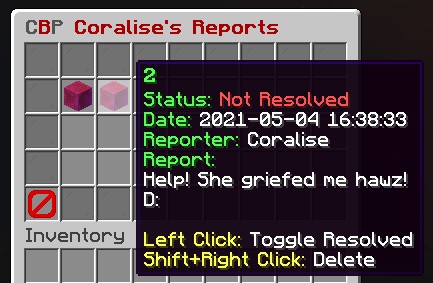 CBP Coralise's Reports
2
Status: Not Resolved
Date: 2021-05-04 16:38:33
Reporter: Coralise
Report:
Help! She griefed me hawz!
D:
Left Click: Toggle Resolved
Shift+Right Click: Delete
Inventory